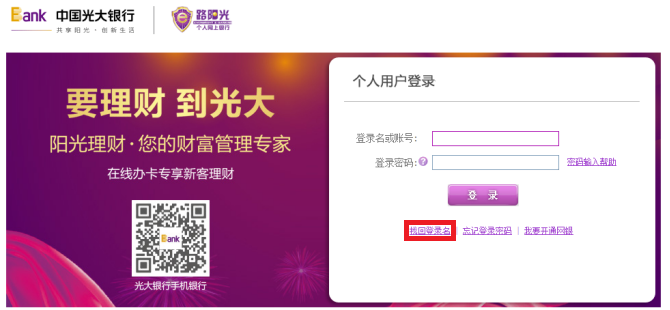 Bank 中国光大银行
共享阳光·创新生活
e路阳光
个人网上银行
要理财 到光大
阳光理财·您的财富管理专家
在线办卡专享新客理财
Bank
光大银行手机银行
个人用户登录
登录名或账号:
登录密码: ? 密码输入帮助
登 录
找回登录名 | 忘记登录密码 | 我要开通网银